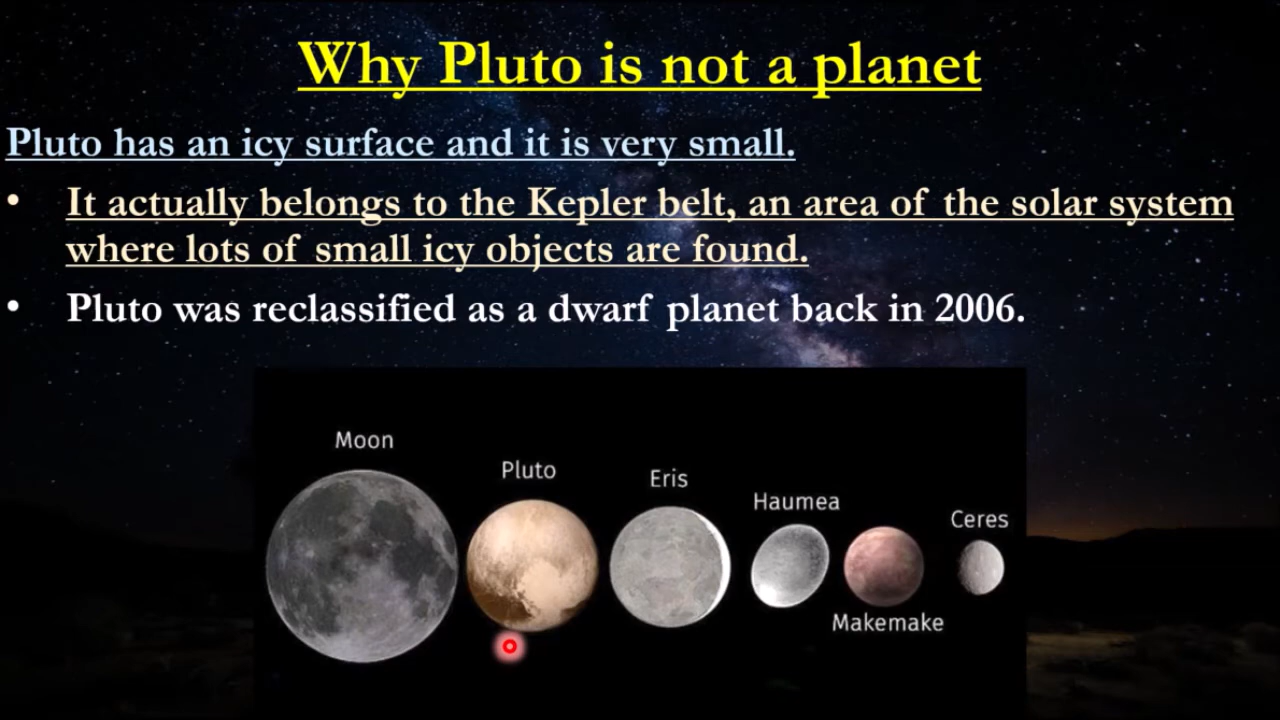 Why Pluto is not a planet
Pluto has an icy surface and it is very small.
• It actually belongs to the Kepler belt, an area of the solar system
where lots of small icy objects are found.
• Pluto was reclassified as a dwarf planet back in 2006.
Moon
Pluto
Eris
Haumea
Makemake
Ceres